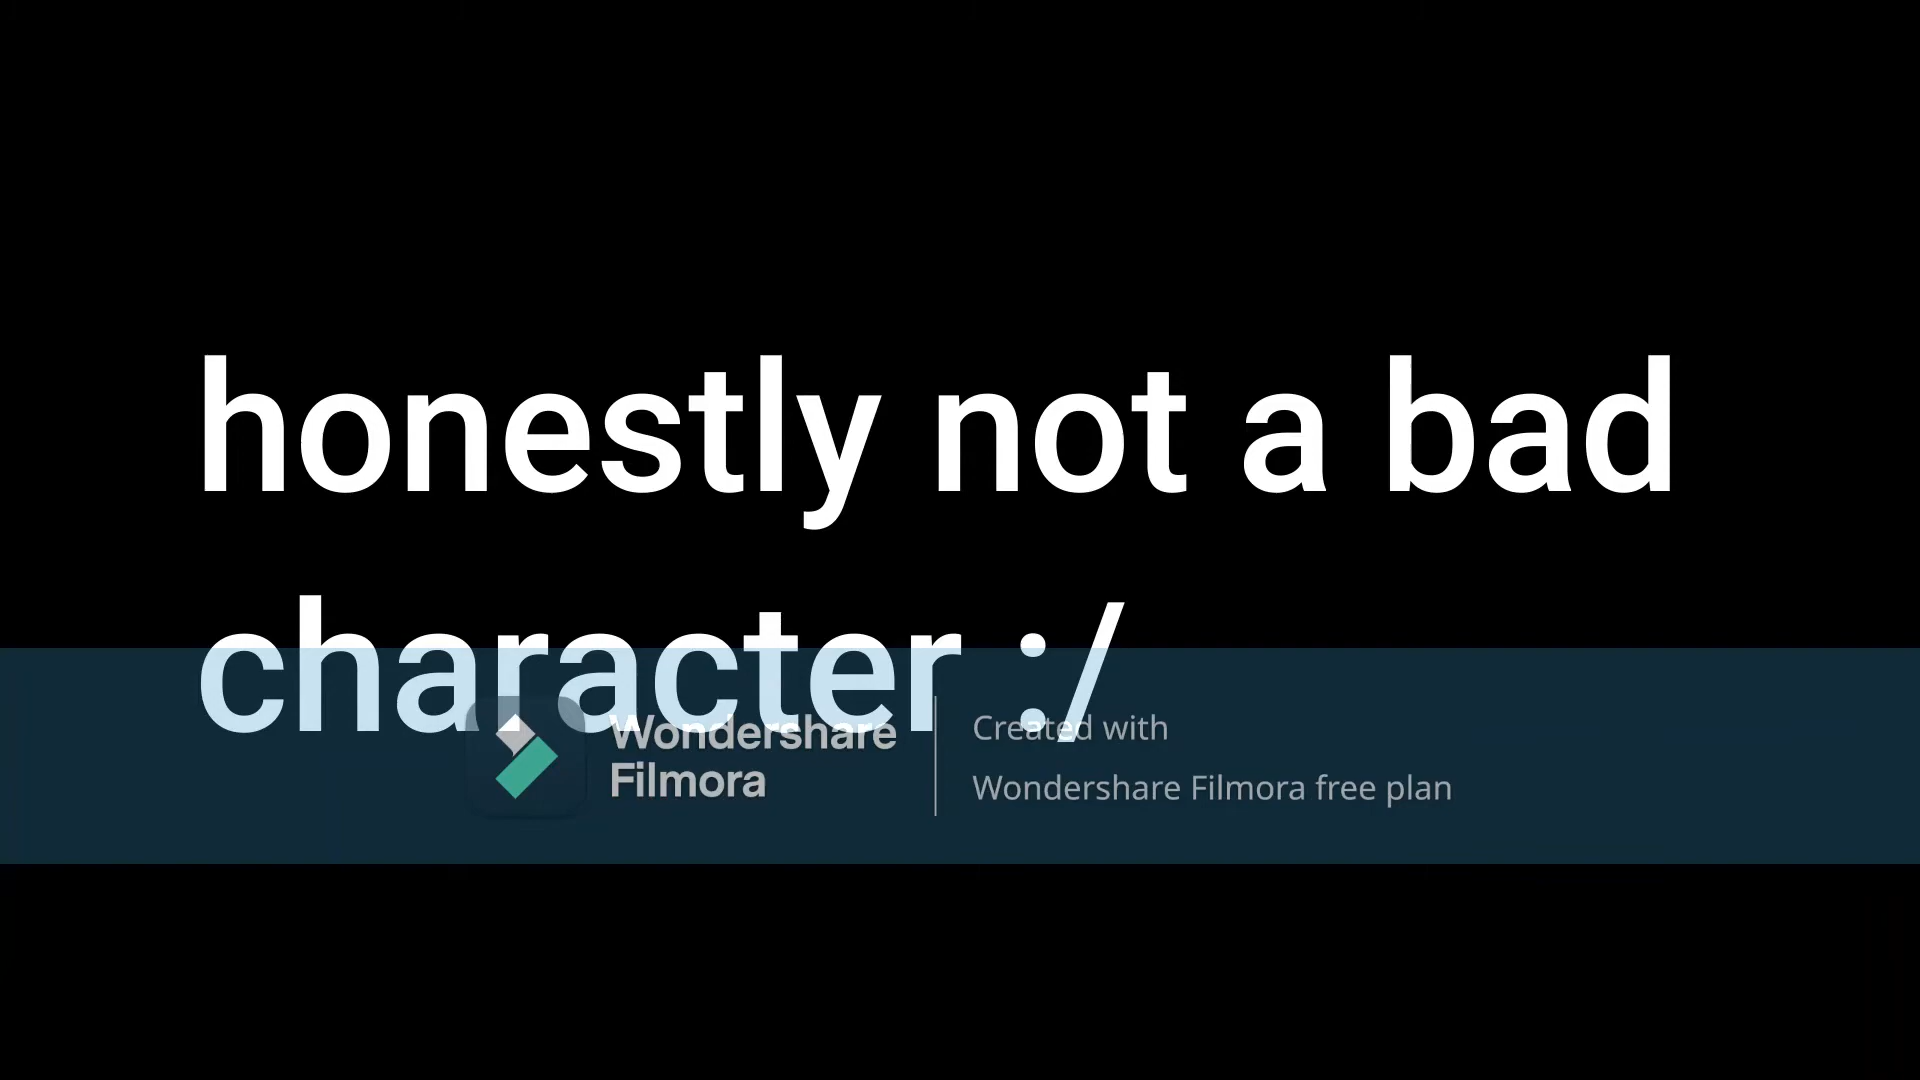 honestly not a bad
character :/
Wondershare
Filmora
Created with
Wondershare Filmora free plan